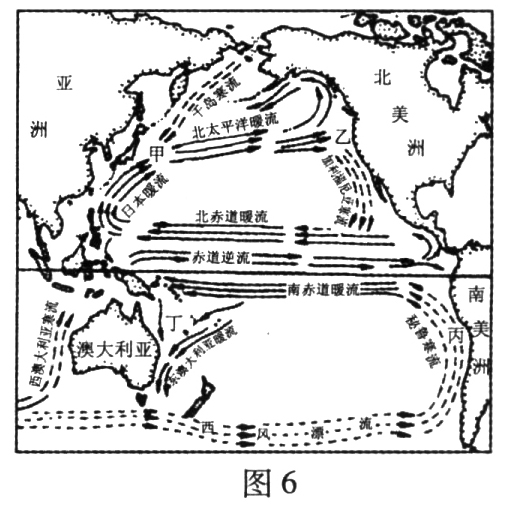 亚
洲
北
美
洲
千岛寒流
北太平洋暖流
甲
乙
日本暖流
加利福尼亚寒流
北赤道暖流
赤道逆流
南赤道暖流
南
美
洲
丁
丙
秘鲁寒流
西澳大利亚寒流
澳大利亚
东澳大利亚暖流
西风漂流
图6